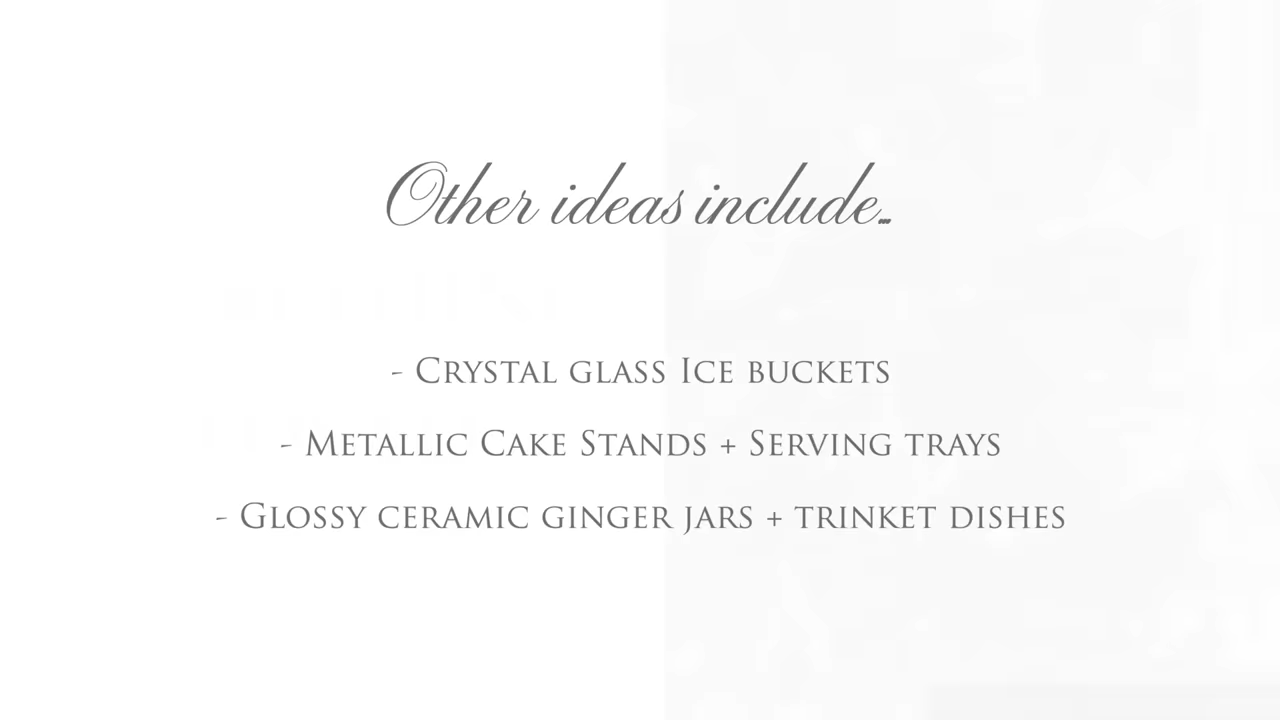 Other ideas include...
- Crystal glass Ice buckets
- Metallic Cake Stands + Serving trays
- Glossy ceramic ginger jars + trinket dishes